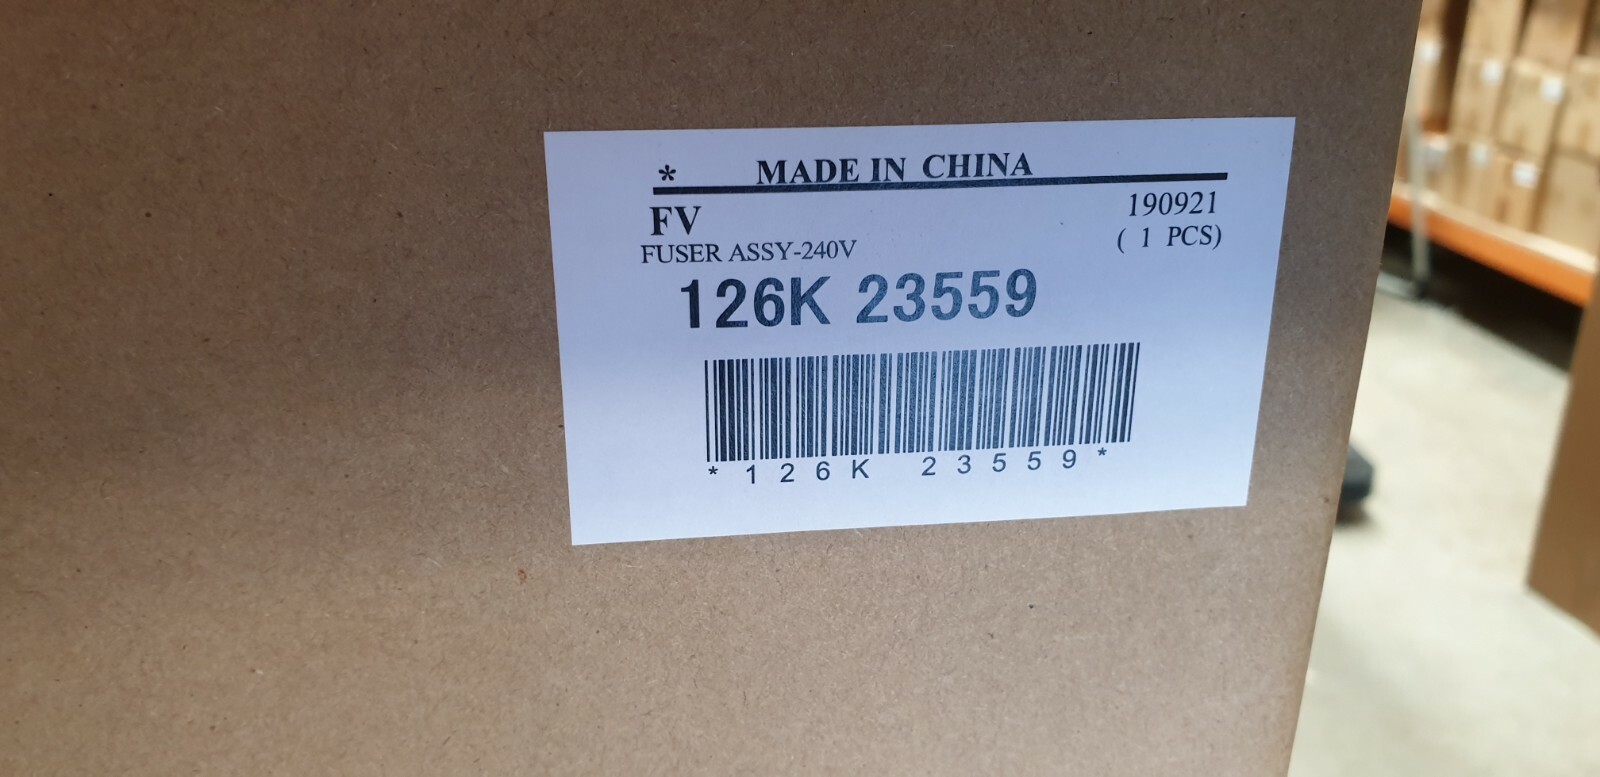 * MADE IN CHINA
FV 190921
FUSER ASSY-240V ( 1 PCS)
126K 23559
*126K 23559*